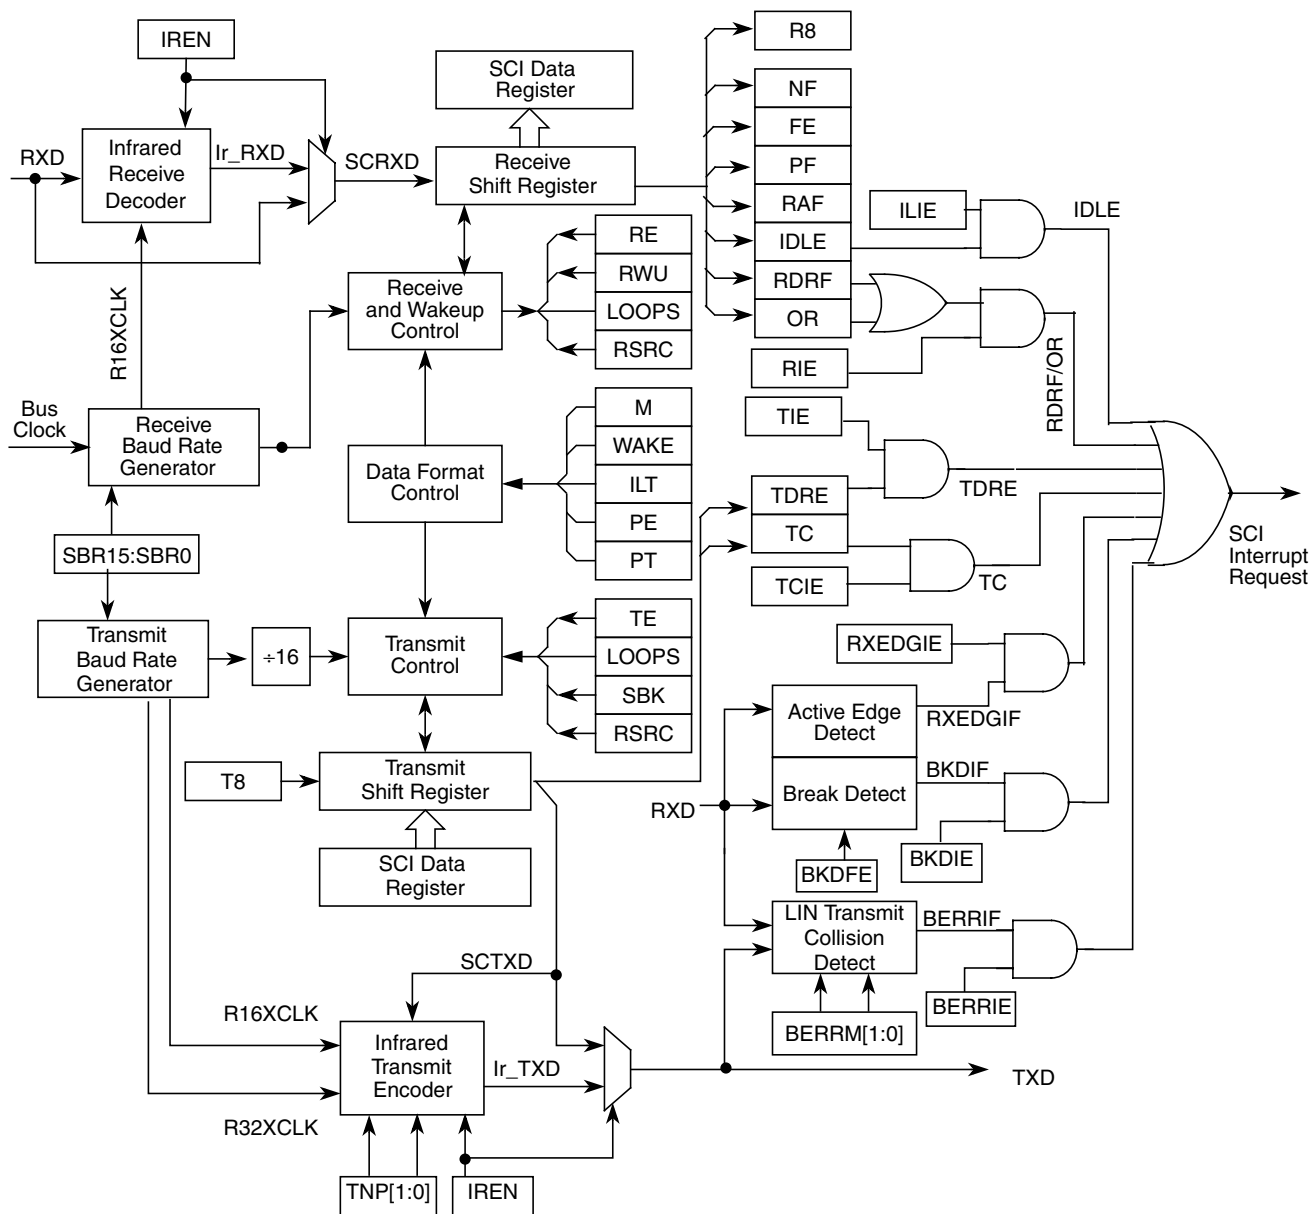 IREN
RXD
Infrared
Receive
Decoder
Ir_RXD
SCRXD
SCI Data
Register
Receive
Shift Register
R16XCLK
Bus
Clock
Receive
Baud Rate
Generator
SBR15:SBR0
Transmit
Baud Rate
Generator
÷16
Receive
and Wakeup
Control
RE
RWU
LOOPS
RSRC
Data Format
Control
M
WAKE
ILT
PE
PT
Transmit
Control
TE
LOOPS
SBK
RSRC
T8
Transmit
Shift Register
SCI Data
Register
SCTXD
R16XCLK
R32XCLK
Infrared
Transmit
Encoder
Ir_TXD
TNP[1:0]
IREN
R8
NF
FE
PF
RAF
IDLE
RDRF
OR
ILIE
IDLE
RIE
RDRF/OR
TIE
TDRE
TC
TCIE
TDRE
TC
SCI
Interrupt
Request
RXEDGIE
Active Edge
Detect
RXEDGIF
RXD
Break Detect
BKDIF
BKDIE
BKDFE
LIN Transmit
Collision
Detect
BERRIF
BERRIE
BERRM[1:0]
TXD